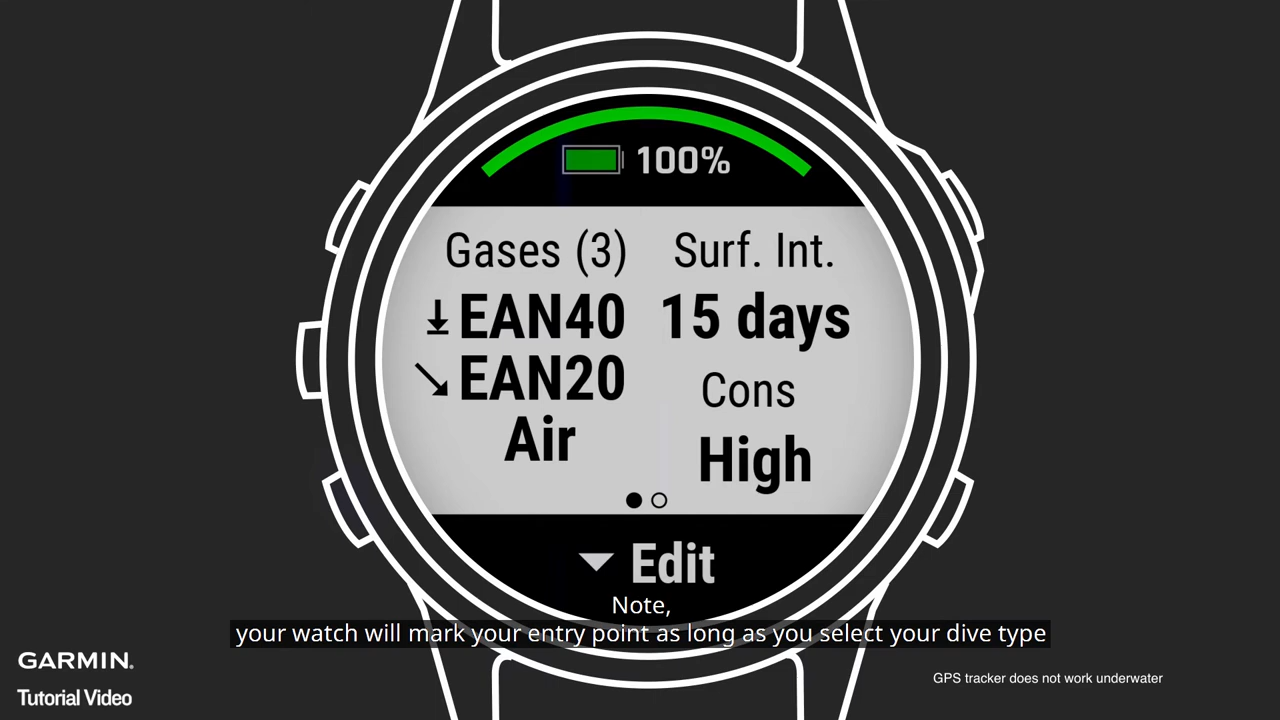 100%
Gases (3)
EAN40
EAN20
Air
Surf. Int.
15 days
Cons
High
Edit
Note,
your watch will mark your entry point as long as you select your dive type
GARMIN.
Tutorial Video
GPS tracker does not work underwater